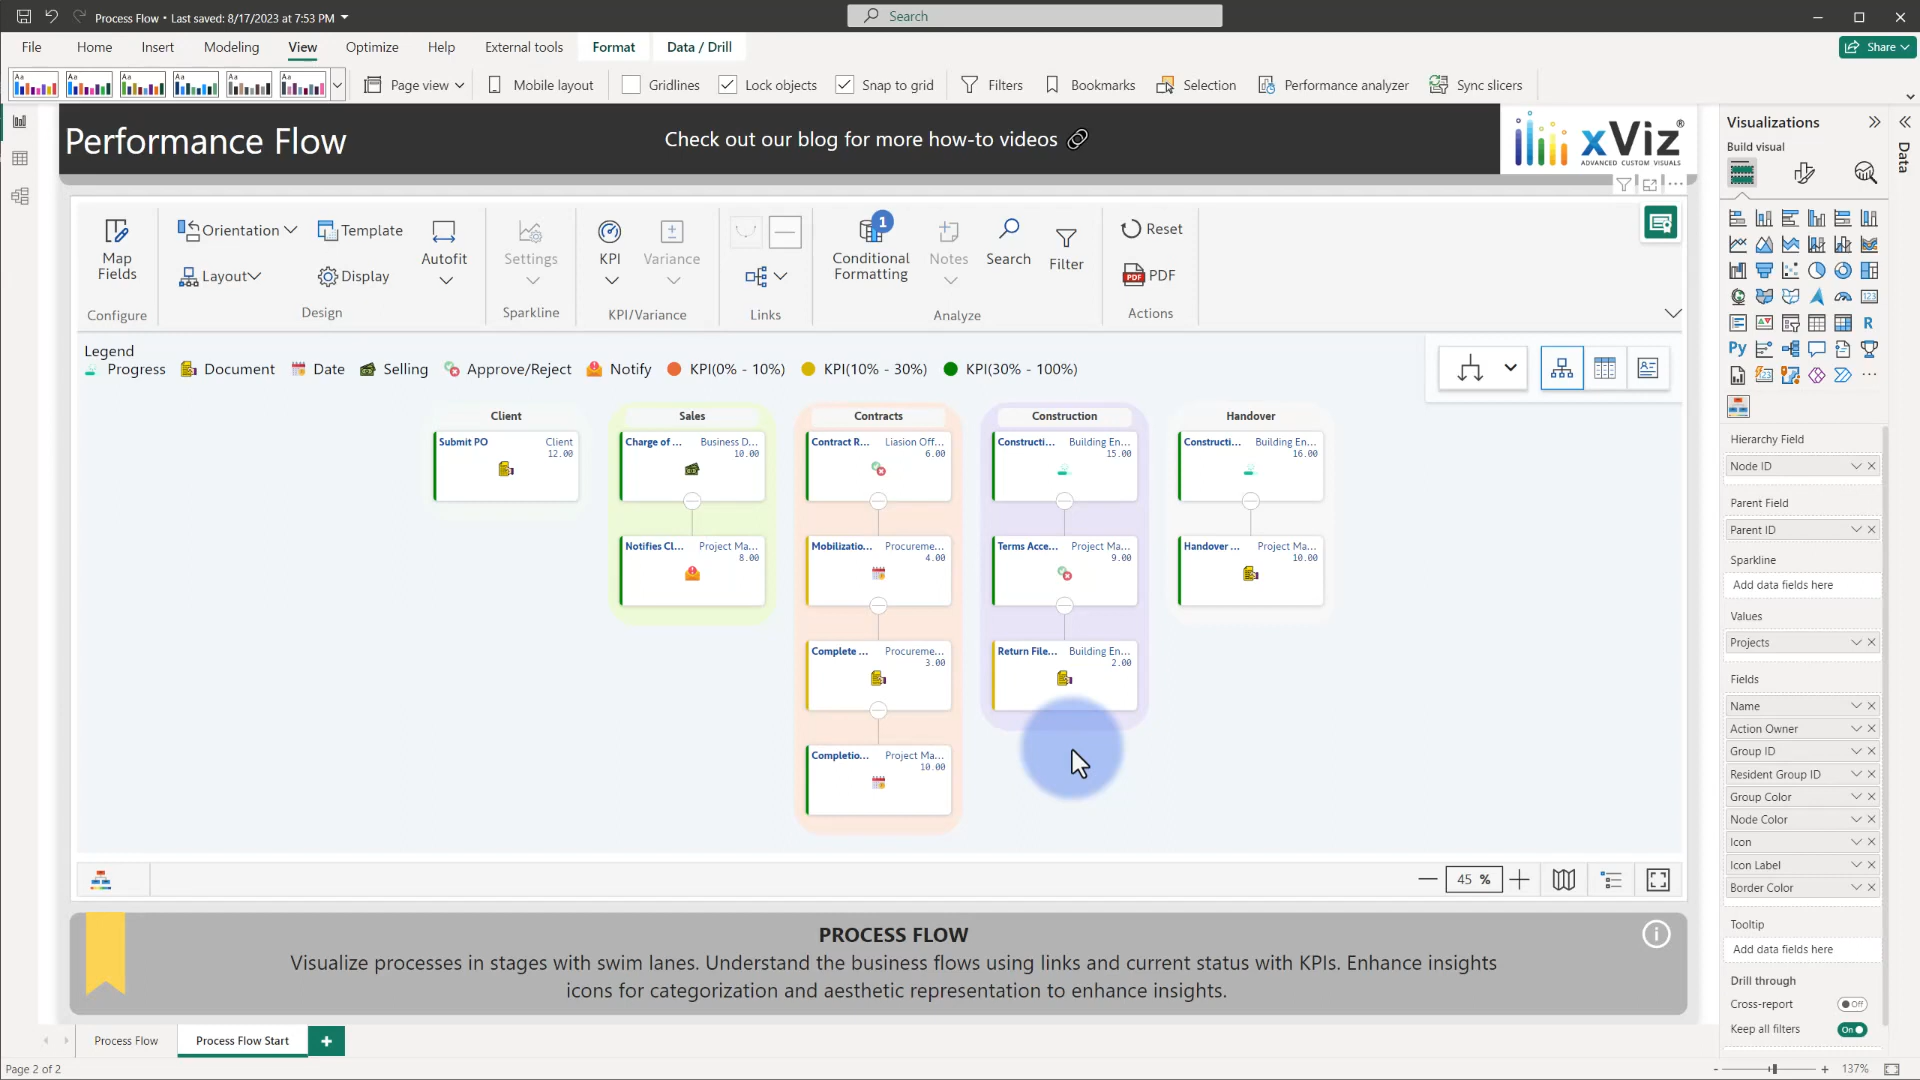 Process Flow • Last saved: 8/17/2023 at 7:53 PM
Search
File Home Insert Modeling View Optimize Help External tools Format Data / Drill
Share
Page view Mobile layout Gridlines Lock objects Snap to grid Filters Bookmarks Selection Performance analyzer Sync slicers
Performance Flow
Check out our blog for more how-to videos
xViz
ADVANCED CUSTOM VISUALS
Visualizations
Build visual
Data
Map Fields
Configure
Orientation Template
Layout Display
Autofit
Design
Settings
Sparkline
KPI Variance
KPI/Variance
Links
1
Conditional Formatting
Notes
Search
Filter
Analyze
Reset
PDF
Actions
Legend
Progress Document Date Selling Approve/Reject Notify KPI(0% - 10%) KPI(10% - 30%) KPI(30% - 100%)
Client
Submit PO Client
12.00
Sales
Charge of ... Business D...
10.00
Notifies Cl... Project Ma...
8.00
Contracts
Contract R... Liasion Off...
6.00
Mobilizatio... Procureme...
4.00
Complete ... Procureme...
3.00
Completio... Project Ma...
10.00
Construction
Constructi... Building En...
15.00
Terms Acce... Project Ma...
9.00
Return File... Building En...
2.00
Handover
Constructi... Building En...
16.00
Handover ... Project Ma...
10.00
45 %
PROCESS FLOW
Visualize processes in stages with swim lanes. Understand the business flows using links and current status with KPIs. Enhance insights
icons for categorization and aesthetic representation to enhance insights.
Hierarchy Field
Node ID
Parent Field
Parent ID
Sparkline
Add data fields here
Values
Projects
Fields
Name
Action Owner
Group ID
Resident Group ID
Group Color
Node Color
Icon
Icon Label
Border Color
Tooltip
Add data fields here
Drill through
Cross-report Off
Keep all filters On
Process Flow Process Flow Start
Page 2 of 2
137%